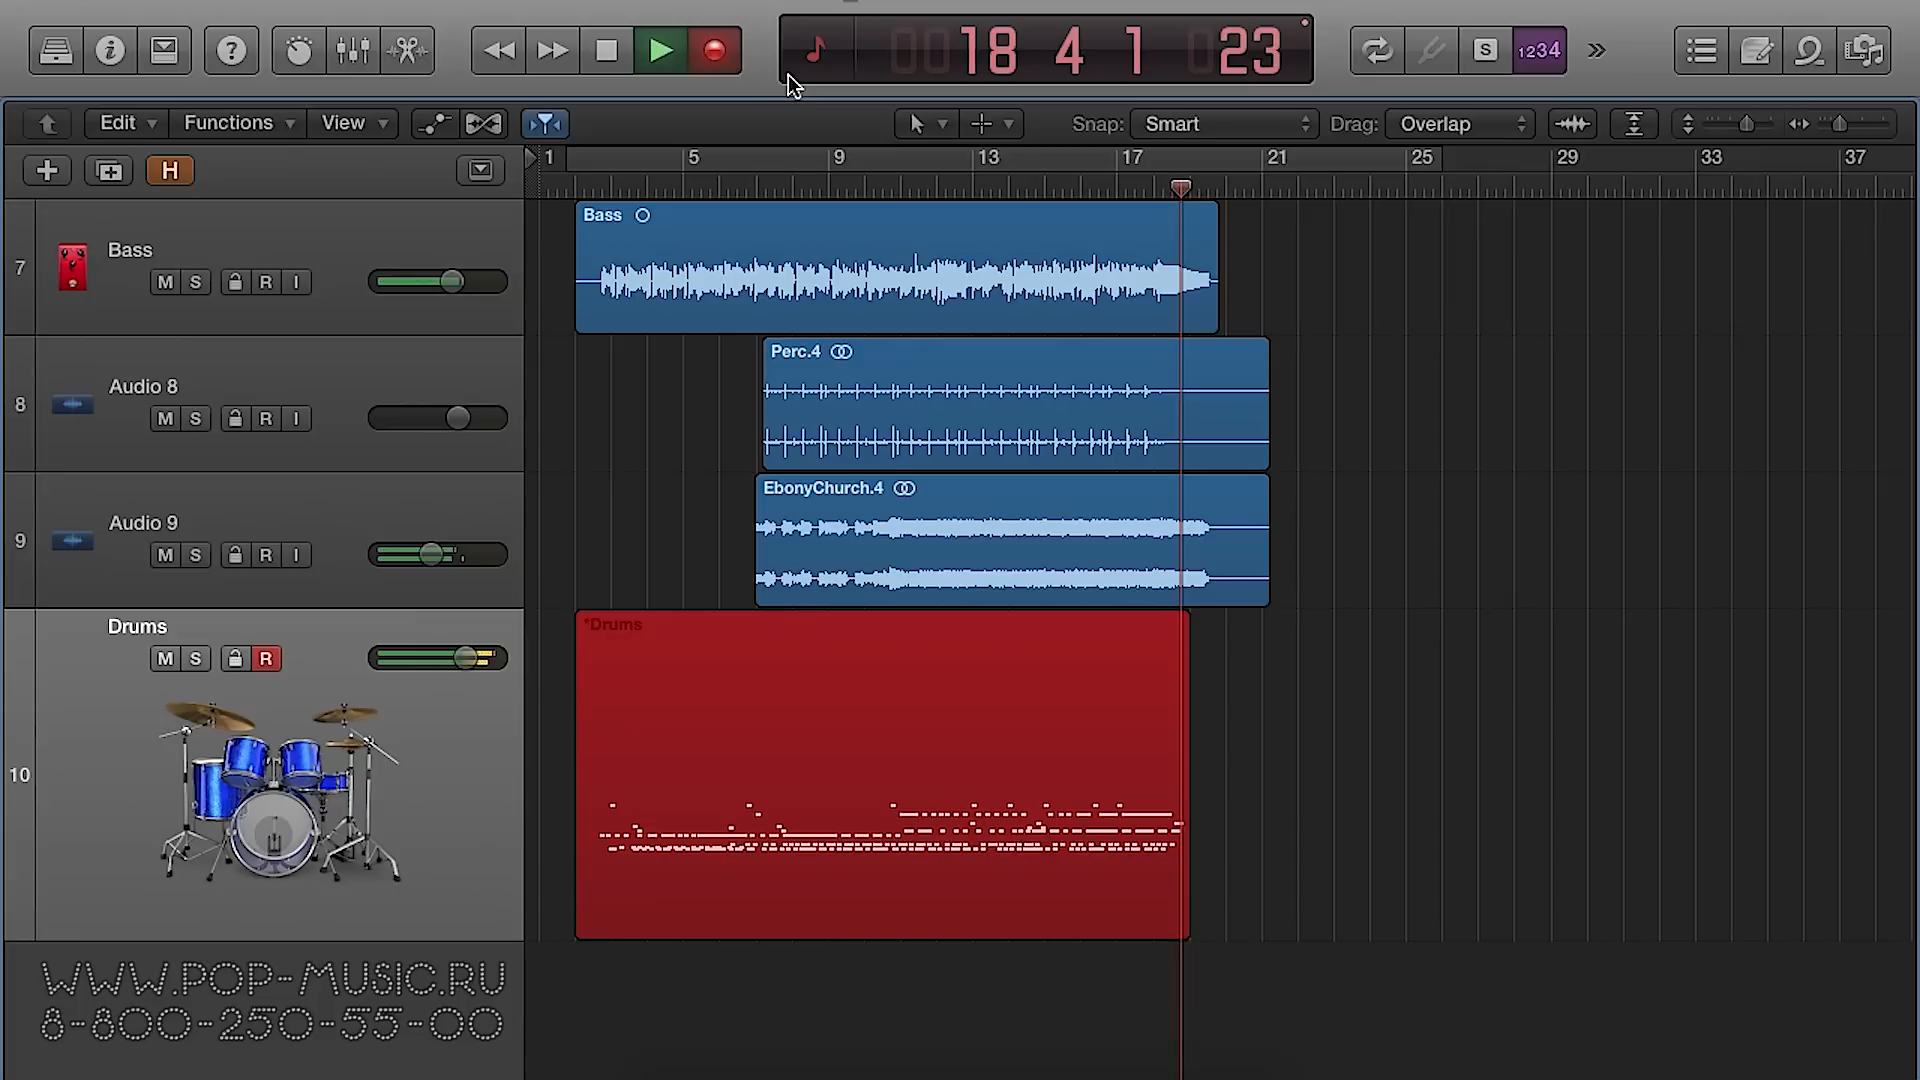 18 4 1 23
S 1234
Edit Functions View Snap: Smart Drag: Overlap
H 1 5 9 13 17 21 25 29 33 37
7 Bass
M S R I
Bass
8 Audio 8
M S R I
Perc.4
9 Audio 9
M S R I
EbonyChurch.4
10 Drums
M S R
*Drums
WWW.POP-MUSIC.RU
8-800-250-55-00